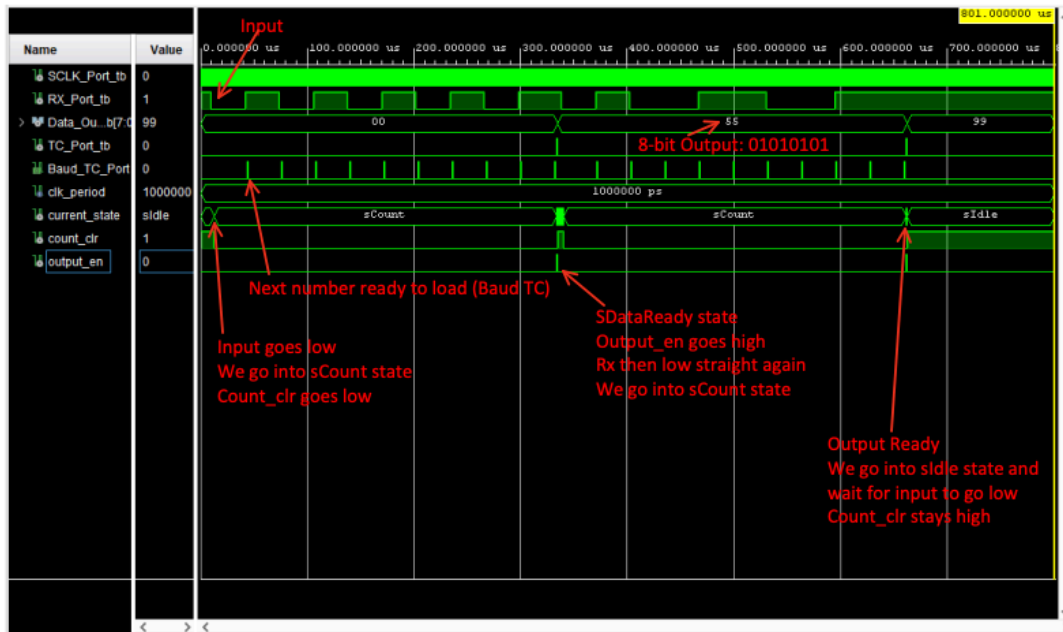 801.000000 us
Input
Name Value
0.000000 us 100.000000 us 200.000000 us 300.000000 us 400.000000 us 500.000000 us 600.000000 us 700.000000 us
SCLK_Port_tb 0
RX_Port_tb 1
Data_Ou...b[7:0 99 00 55 99
TC_Port_tb 0
8-bit Output: 01010101
Baud_TC_Port 0
clk_period 1000000 1000000 ps
current_state sIdle sCount sCount sIdle
count_clr 1
output_en 0
Next number ready to load (Baud TC)
SDataReady state
Output_en goes high
Rx then low straight again
We go into sCount state
Input goes low
We go into sCount state
Count_clr goes low
Output Ready
We go into sIdle state and
wait for input to go low
Count_clr stays high